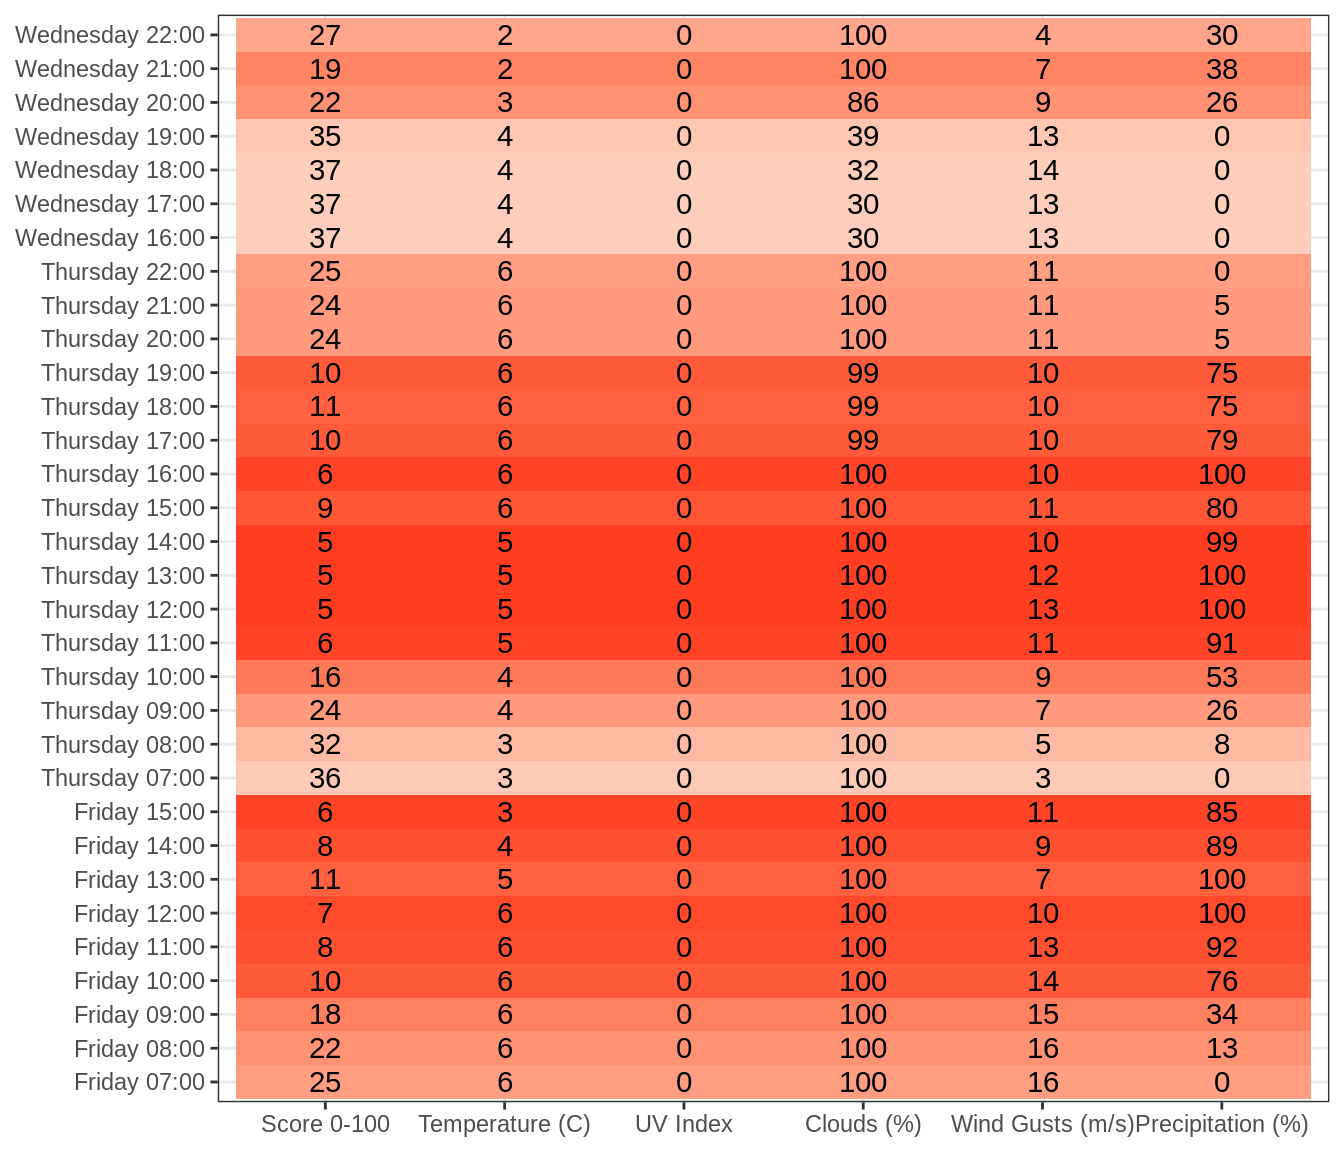 Wednesday 22:00 27 2 0 100 4 30
Wednesday 21:00 19 2 0 100 7 38
Wednesday 20:00 22 3 0 86 9 26
Wednesday 19:00 35 4 0 39 13 0
Wednesday 18:00 37 4 0 32 14 0
Wednesday 17:00 37 4 0 30 13 0
Wednesday 16:00 37 4 0 30 13 0
Thursday 22:00 25 6 0 100 11 0
Thursday 21:00 24 6 0 100 11 5
Thursday 20:00 24 6 0 100 11 5
Thursday 19:00 10 6 0 99 10 75
Thursday 18:00 11 6 0 99 10 75
Thursday 17:00 10 6 0 99 10 79
Thursday 16:00 6 6 0 100 10 100
Thursday 15:00 9 6 0 100 11 80
Thursday 14:00 5 5 0 100 10 99
Thursday 13:00 5 5 0 100 12 100
Thursday 12:00 5 5 0 100 13 100
Thursday 11:00 6 5 0 100 11 91
Thursday 10:00 16 4 0 100 9 53
Thursday 09:00 24 4 0 100 7 26
Thursday 08:00 32 3 0 100 5 8
Thursday 07:00 36 3 0 100 3 0
Friday 15:00 6 3 0 100 11 85
Friday 14:00 8 4 0 100 9 89
Friday 13:00 11 5 0 100 7 100
Friday 12:00 7 6 0 100 10 100
Friday 11:00 8 6 0 100 13 92
Friday 10:00 10 6 0 100 14 76
Friday 09:00 18 6 0 100 15 34
Friday 08:00 22 6 0 100 16 13
Friday 07:00 25 6 0 100 16 0
Score 0-100 Temperature (C) UV Index Clouds (%) Wind Gusts (m/s) Precipitation (%)